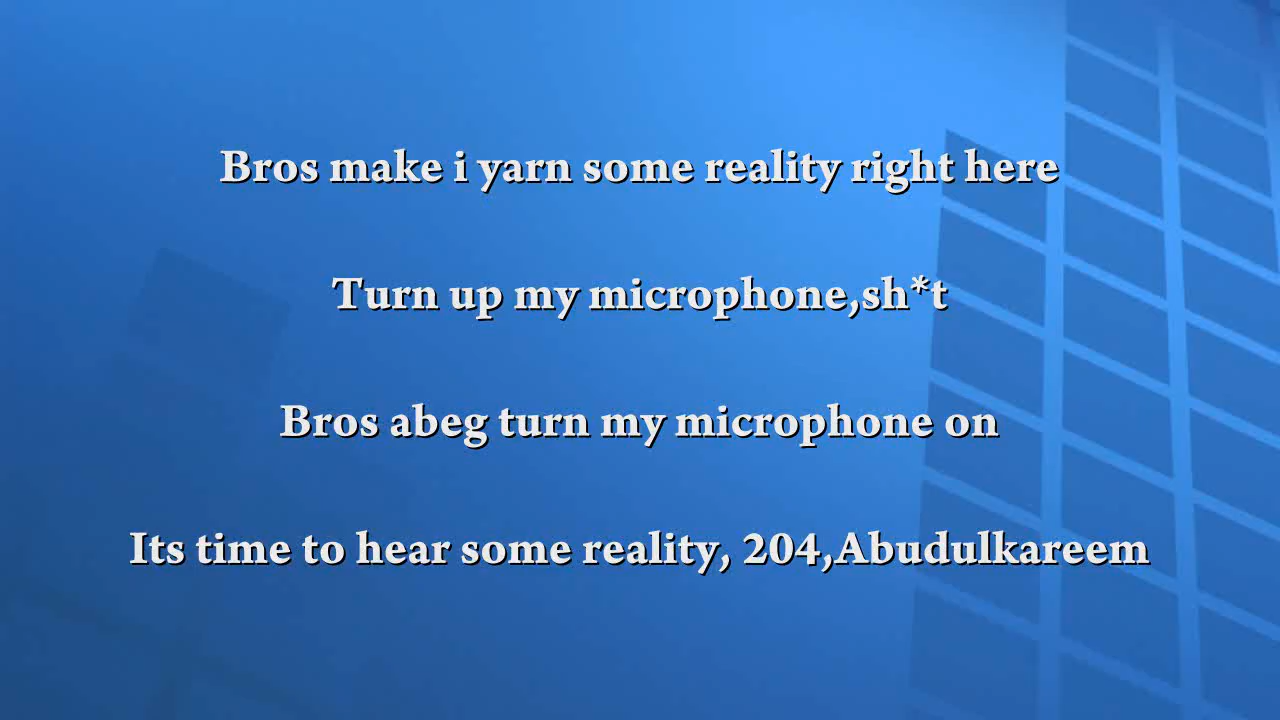 Bros make i yarn some reality right here
Turn up my microphone,sh*t
Bros abeg turn my microphone on
Its time to hear some reality, 204,Abudulkareem